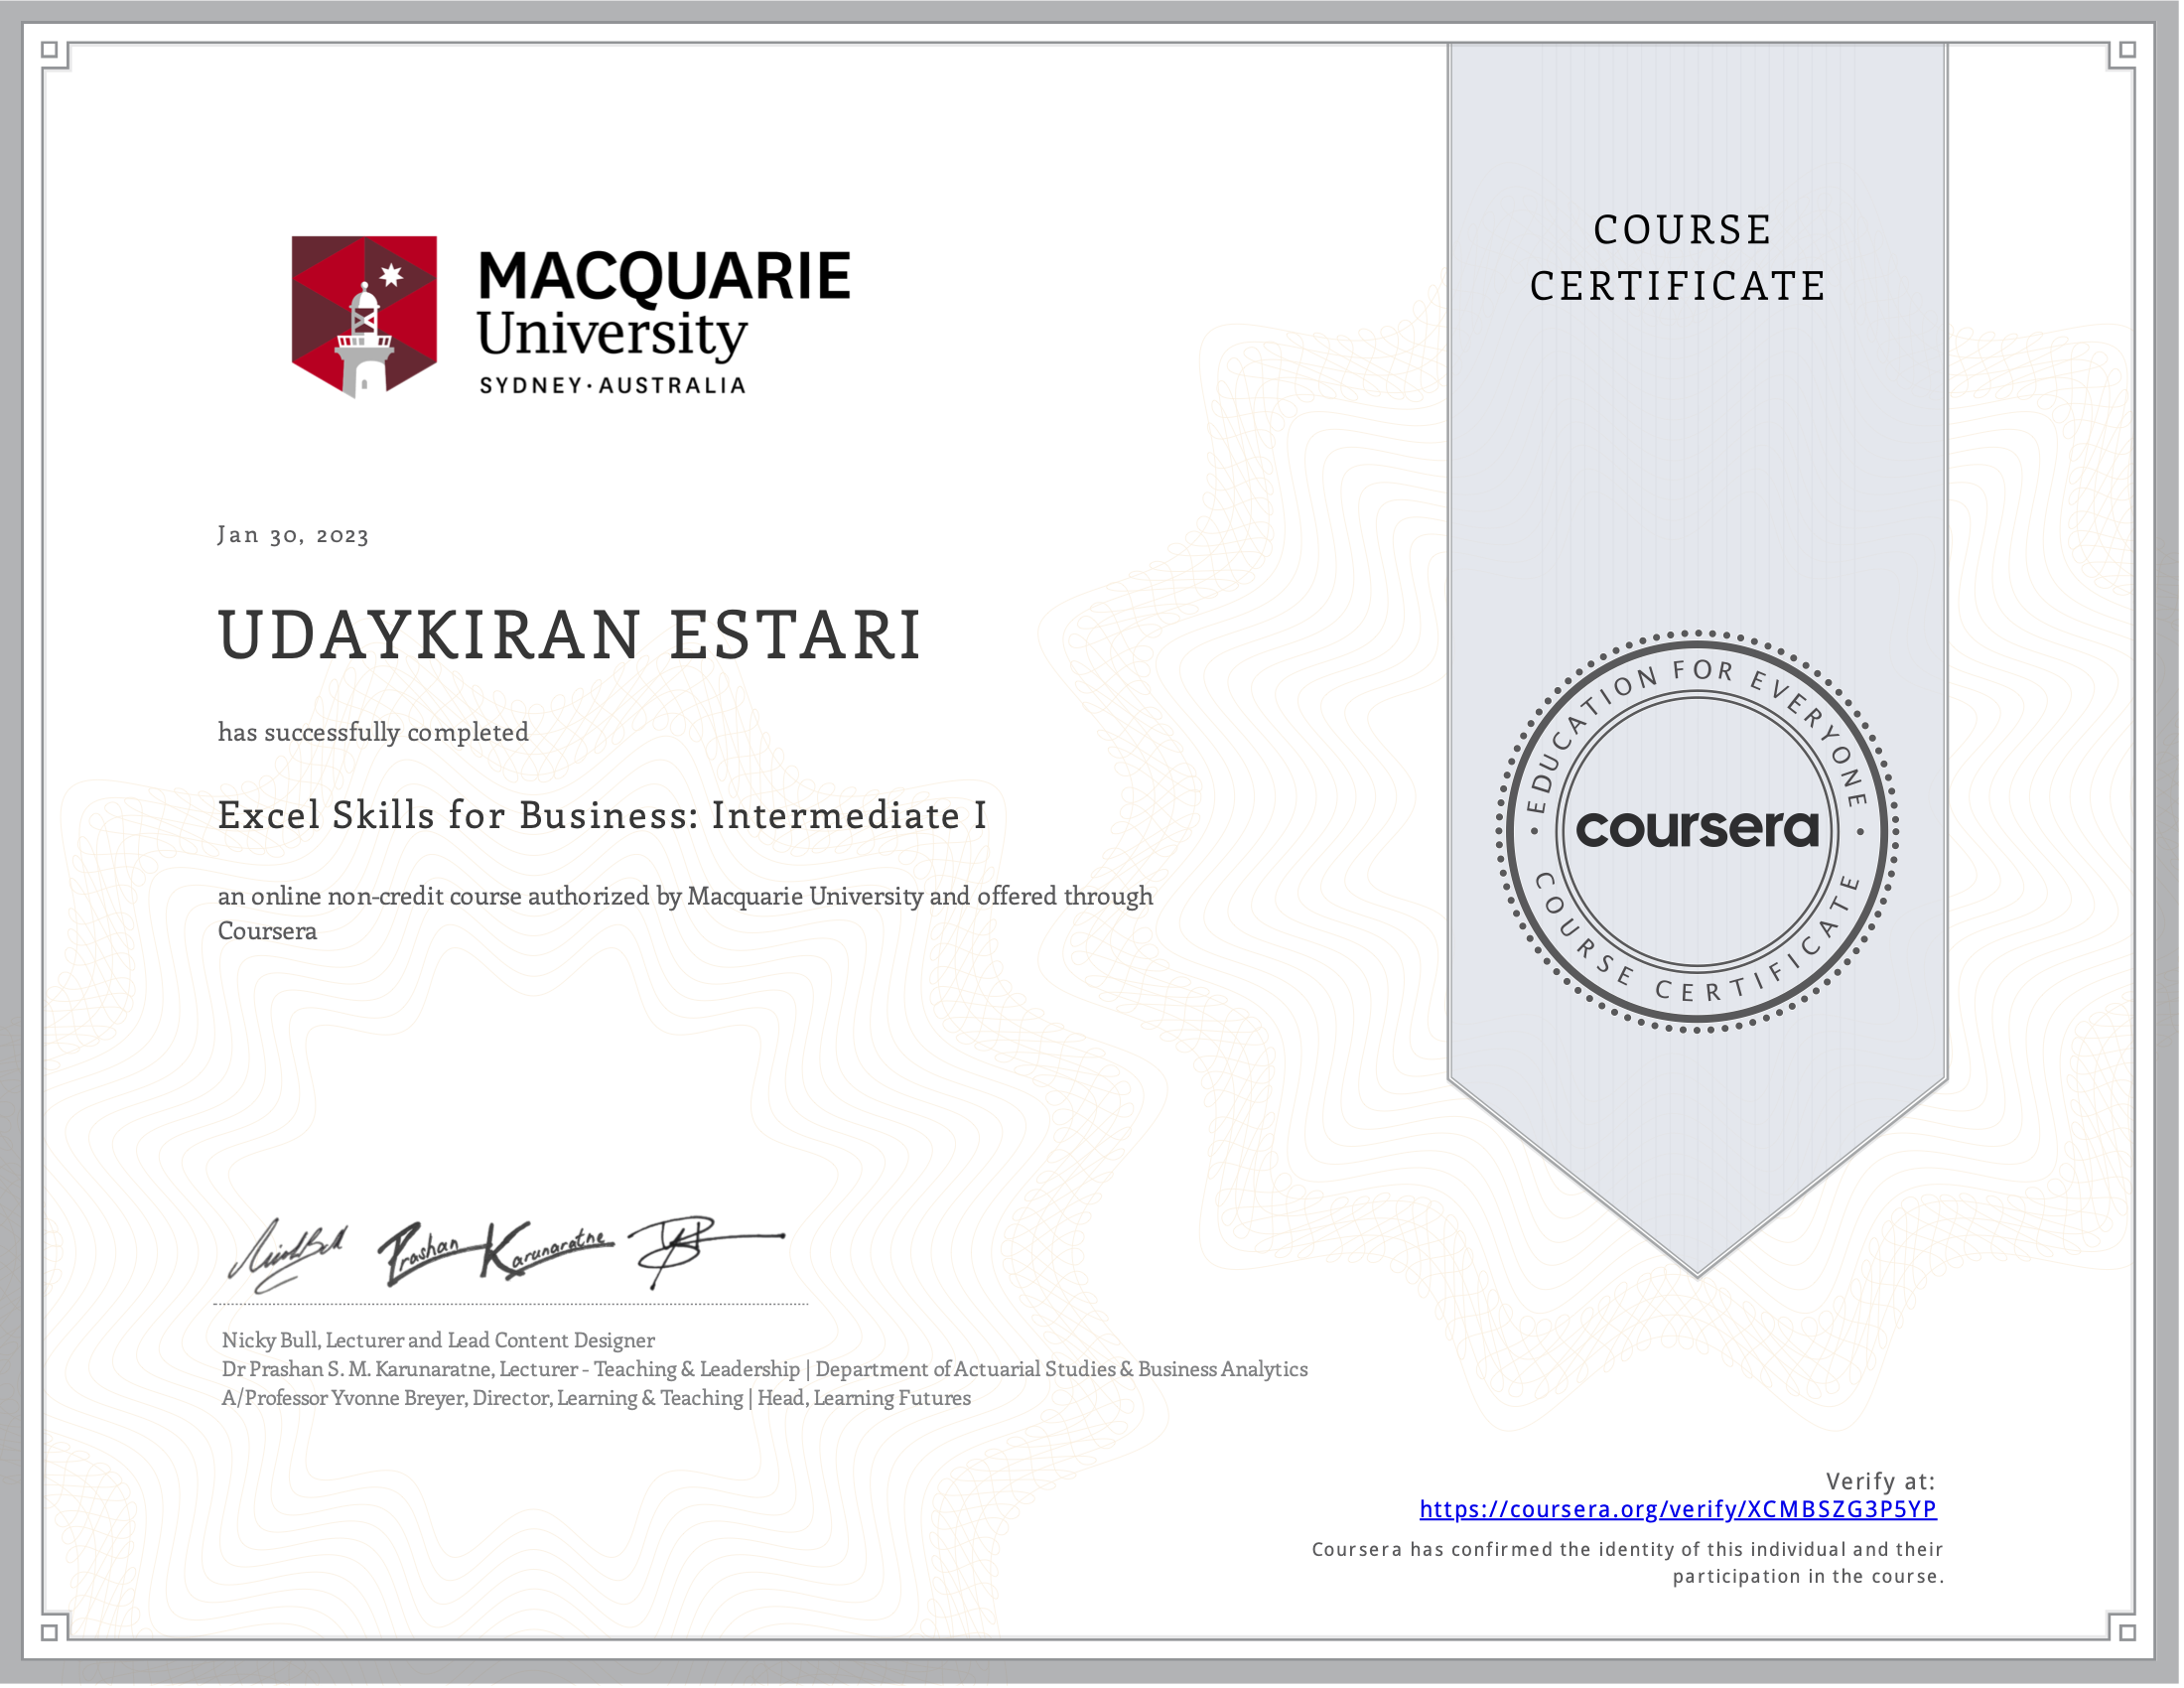 MACQUARIE
University
SYDNEY·AUSTRALIA
COURSE
CERTIFICATE
Jan 30, 2023
UDAYKIRAN ESTARI
has successfully completed
Excel Skills for Business: Intermediate I
an online non-credit course authorized by Macquarie University and offered through
Coursera
EDUCATION FOR EVERYONE
coursera
COURSE CERTIFICATE
Prashan Karunaratne
Nicky Bull, Lecturer and Lead Content Designer
Dr Prashan S. M. Karunaratne, Lecturer - Teaching & Leadership | Department of Actuarial Studies & Business Analytics
A/Professor Yvonne Breyer, Director, Learning & Teaching | Head, Learning Futures
Verify at:
https://coursera.org/verify/XCMBSZG3P5YP
Coursera has confirmed the identity of this individual and their
participation in the course.